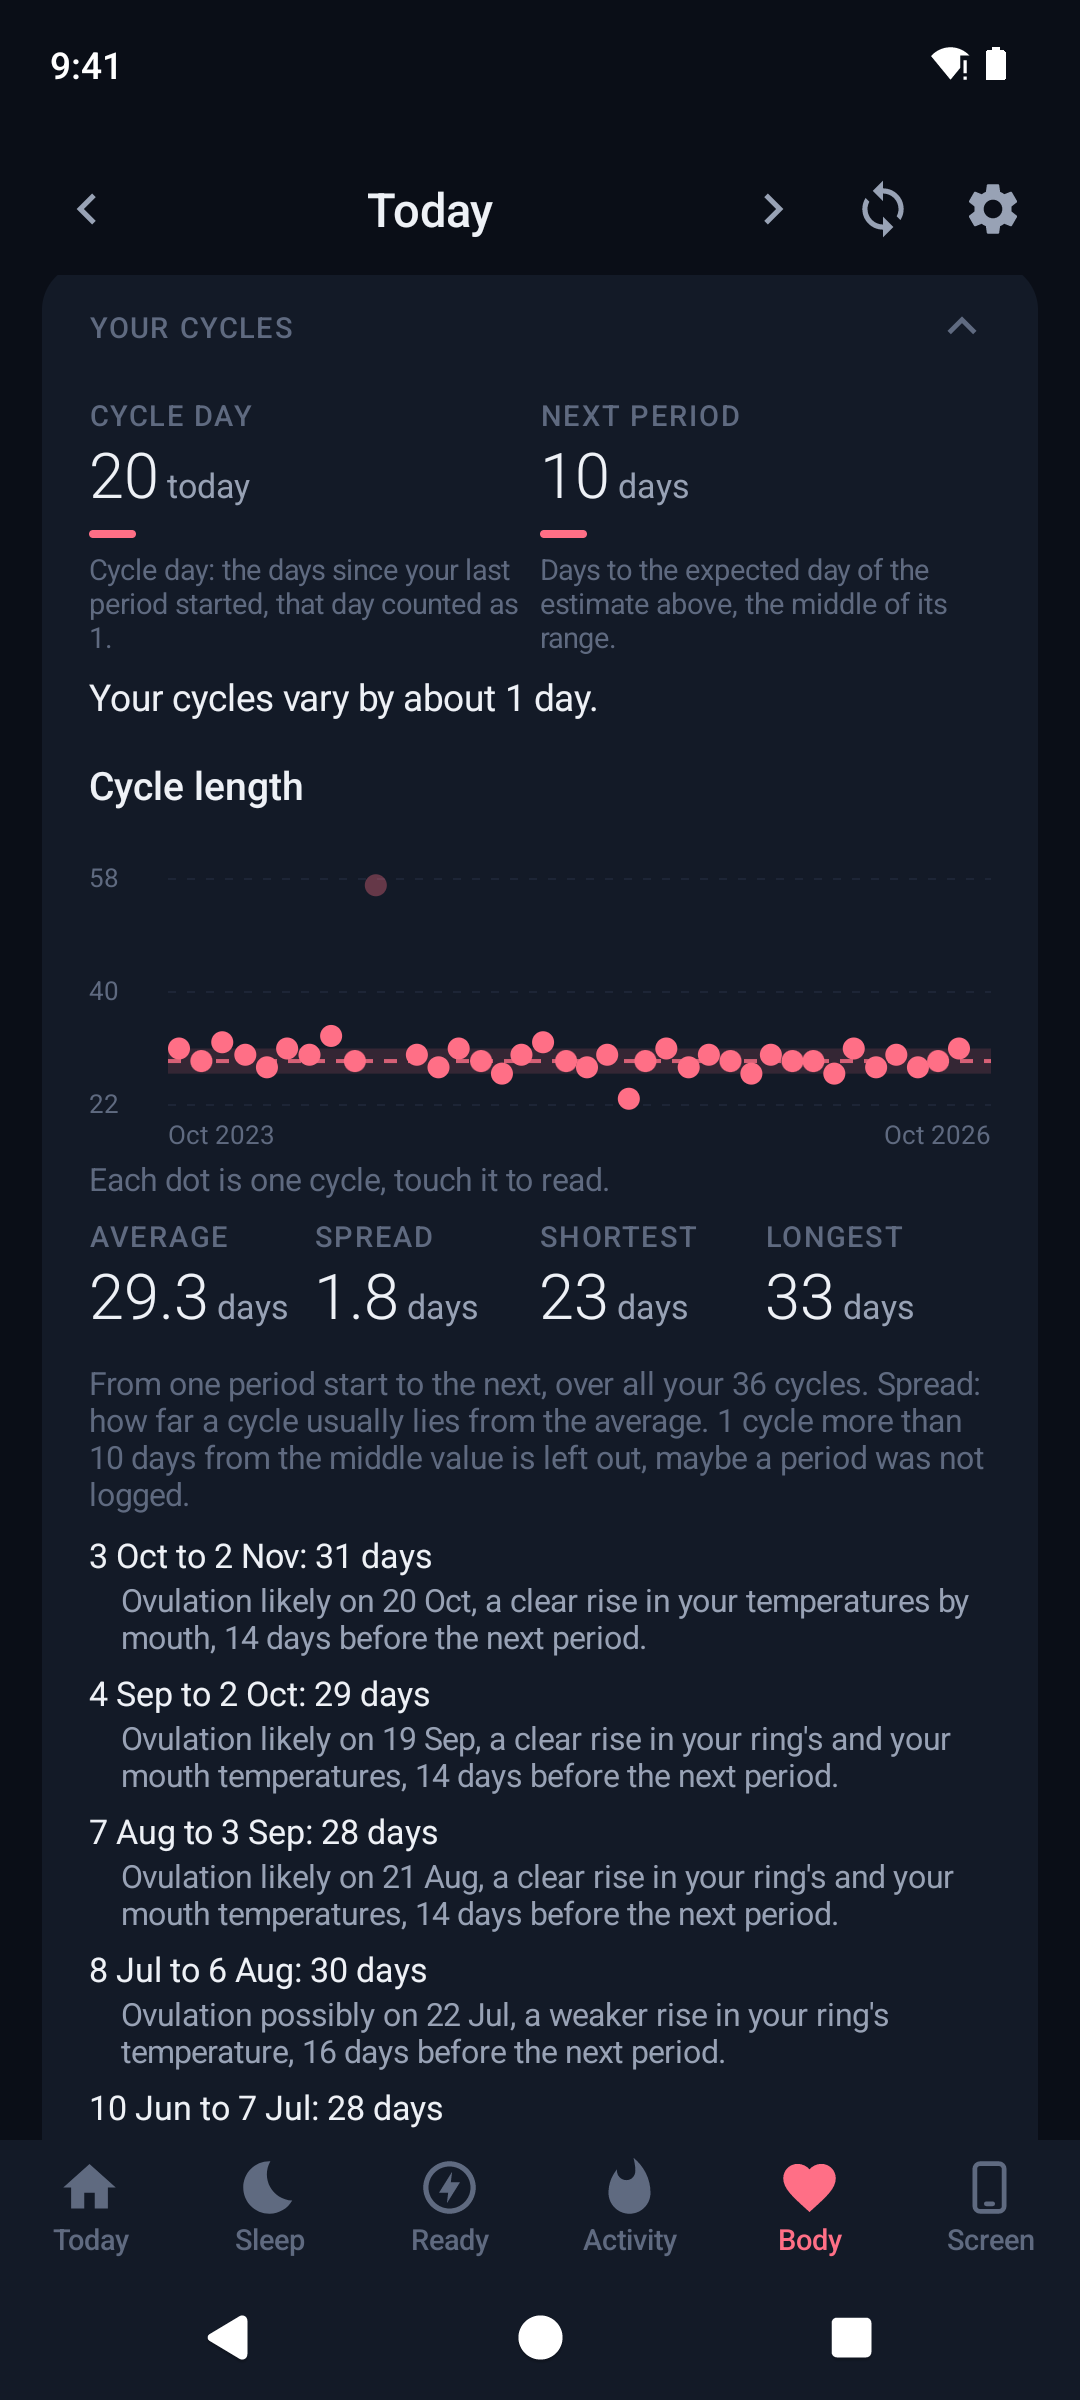 9:41
Today
YOUR CYCLES
CYCLE DAY
20 today
Cycle day: the days since your last
period started, that day counted as
1.
NEXT PERIOD
10 days
Days to the expected day of the
estimate above, the middle of its
range.
Your cycles vary by about 1 day.
Cycle length
58
40
22
Oct 2023
Oct 2026
Each dot is one cycle, touch it to read.
AVERAGE
29.3 days
SPREAD
1.8 days
SHORTEST
23 days
LONGEST
33 days
From one period start to the next, over all your 36 cycles. Spread:
how far a cycle usually lies from the average. 1 cycle more than
10 days from the middle value is left out, maybe a period was not
logged.
3 Oct to 2 Nov: 31 days
Ovulation likely on 20 Oct, a clear rise in your temperatures by
mouth, 14 days before the next period.
4 Sep to 2 Oct: 29 days
Ovulation likely on 19 Sep, a clear rise in your ring's and your
mouth temperatures, 14 days before the next period.
7 Aug to 3 Sep: 28 days
Ovulation likely on 21 Aug, a clear rise in your ring's and your
mouth temperatures, 14 days before the next period.
8 Jul to 6 Aug: 30 days
Ovulation possibly on 22 Jul, a weaker rise in your ring's
temperature, 16 days before the next period.
10 Jun to 7 Jul: 28 days
Today
Sleep
Ready
Activity
Body
Screen